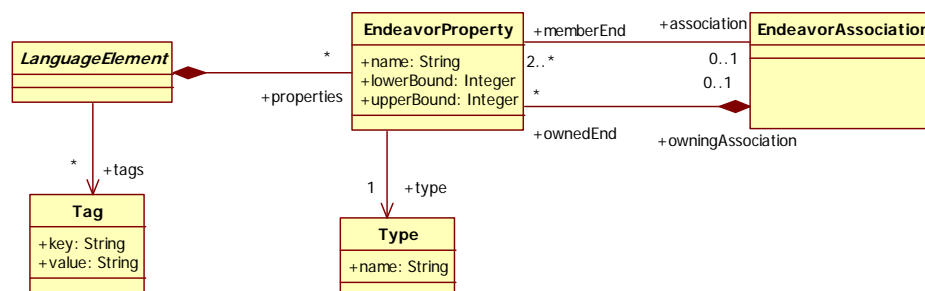 LanguageElement
*
+properties
EndeavorProperty
+name: String
+lowerBound: Integer
+upperBound: Integer
+memberEnd
2..*
+association
0..1
EndeavorAssociation
*
+ownedEnd
0..1
+owningAssociation
*
+tags
Tag
+key: String
+value: String
1
+type
Type
+name: String